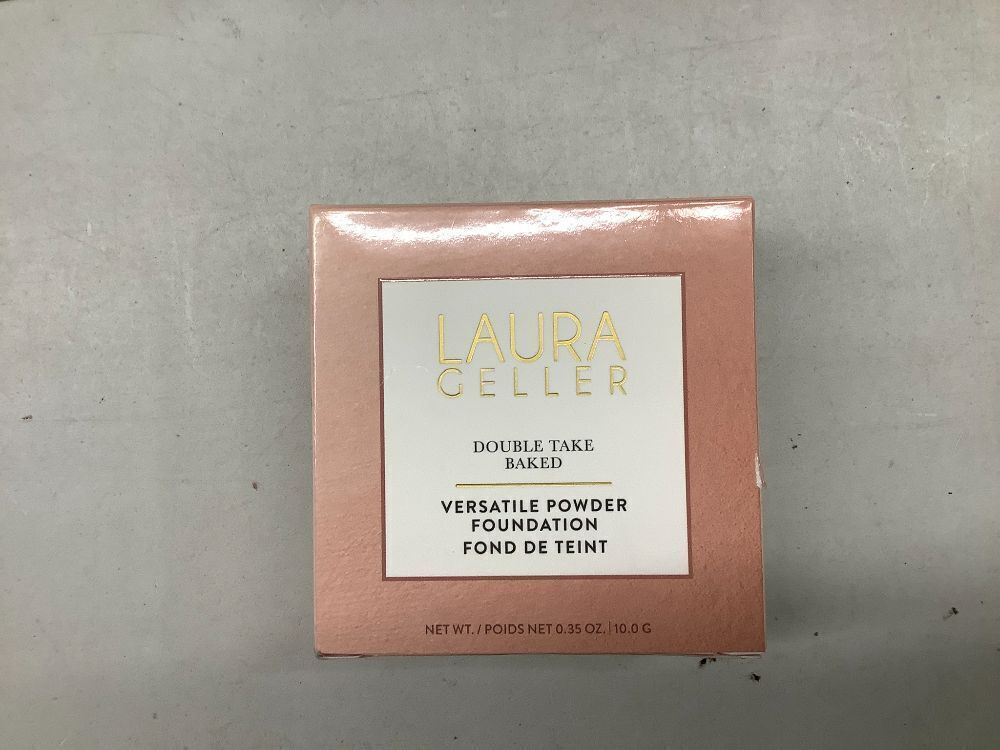 LAURA
GELLER
DOUBLE TAKE
BAKED
VERSATILE POWDER
FOUNDATION
FOND DE TEINT
NET WT. / POIDS NET 0.35 OZ. | 10.0 G